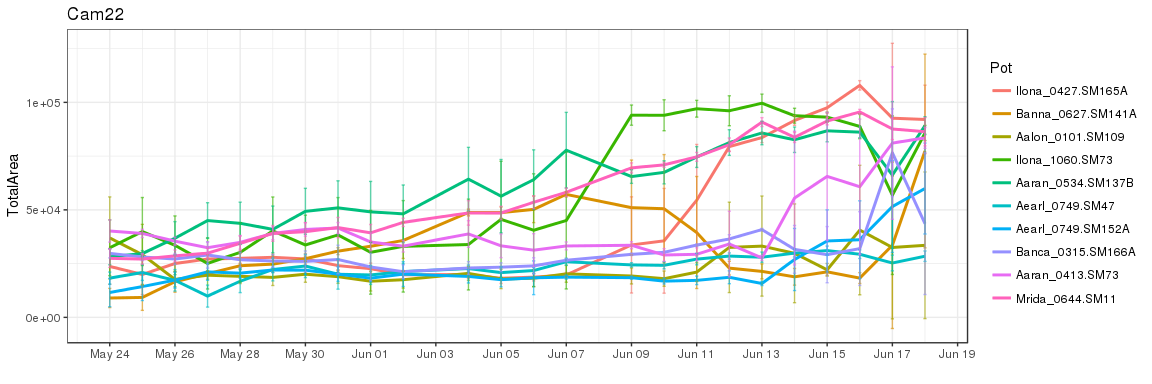 Cam22
TotalArea
1e+05
5e+04
0e+00
May 24 May 26 May 28 May 30 Jun 01 Jun 03 Jun 05 Jun 07 Jun 09 Jun 11 Jun 13 Jun 15 Jun 17 Jun 19
Pot
Ilona_0427.SM165A
Banna_0627.SM141A
Aalon_0101.SM109
Ilona_1060.SM73
Aaran_0534.SM137B
Aearl_0749.SM47
Aearl_0749.SM152A
Banca_0315.SM166A
Aaran_0413.SM73
Mrida_0644.SM11